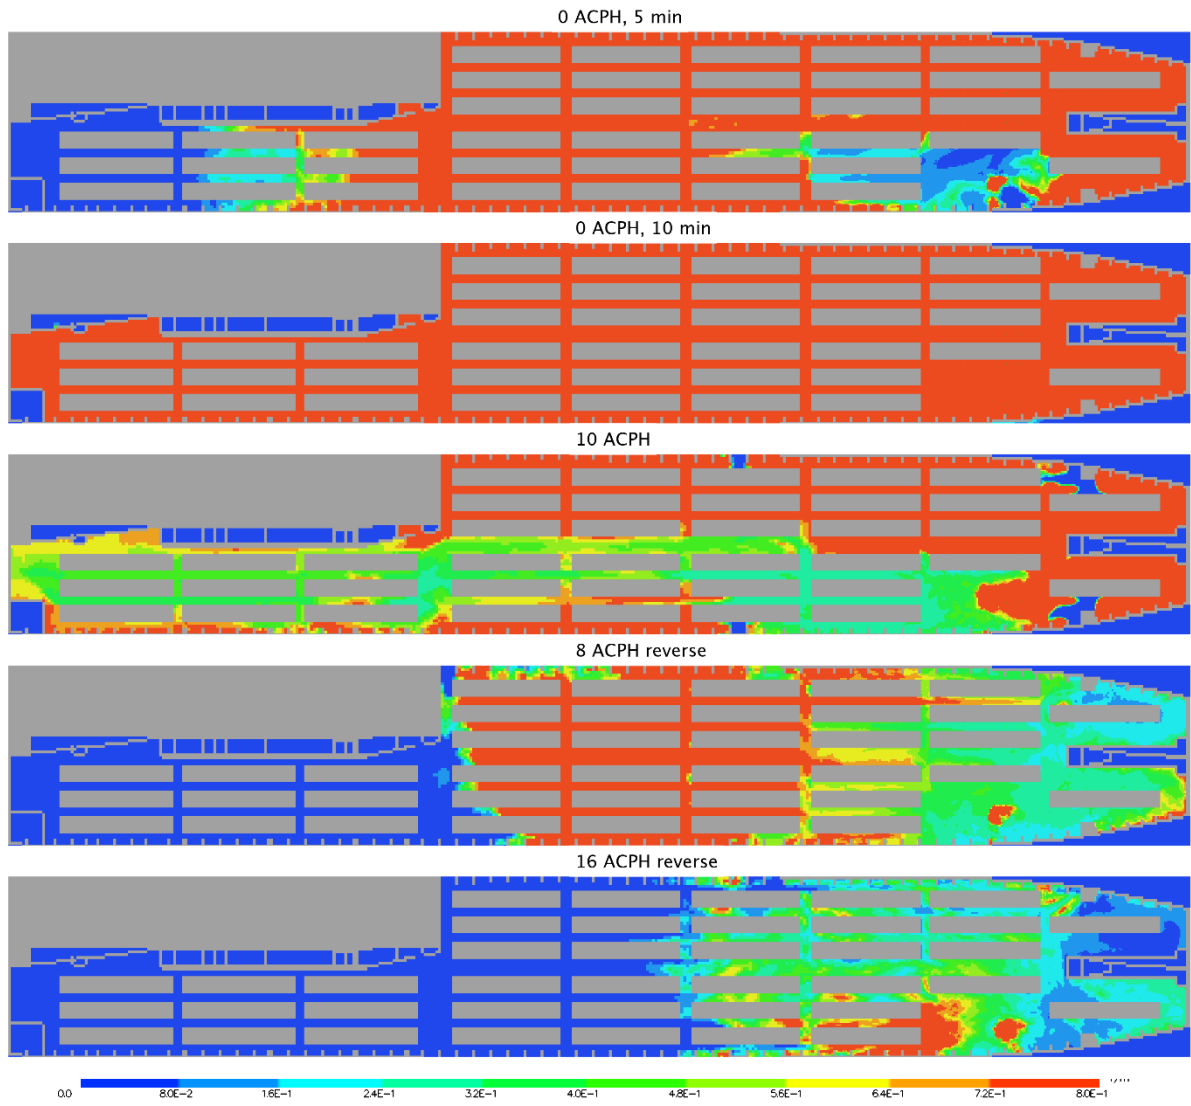 0 ACPH, 5 min
0 ACPH, 10 min
10 ACPH
8 ACPH reverse
16 ACPH reverse
0.0 8.0E-2 1.6E-1 2.4E-1 3.2E-1 4.0E-1 4.8E-1 5.6E-1 6.4E-1 7.2E-1 8.0E-1